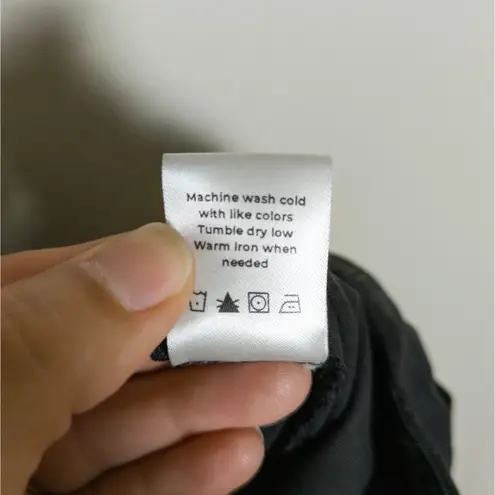 Machine wash cold
with like colors
Tumble dry low
Warm Iron when
needed